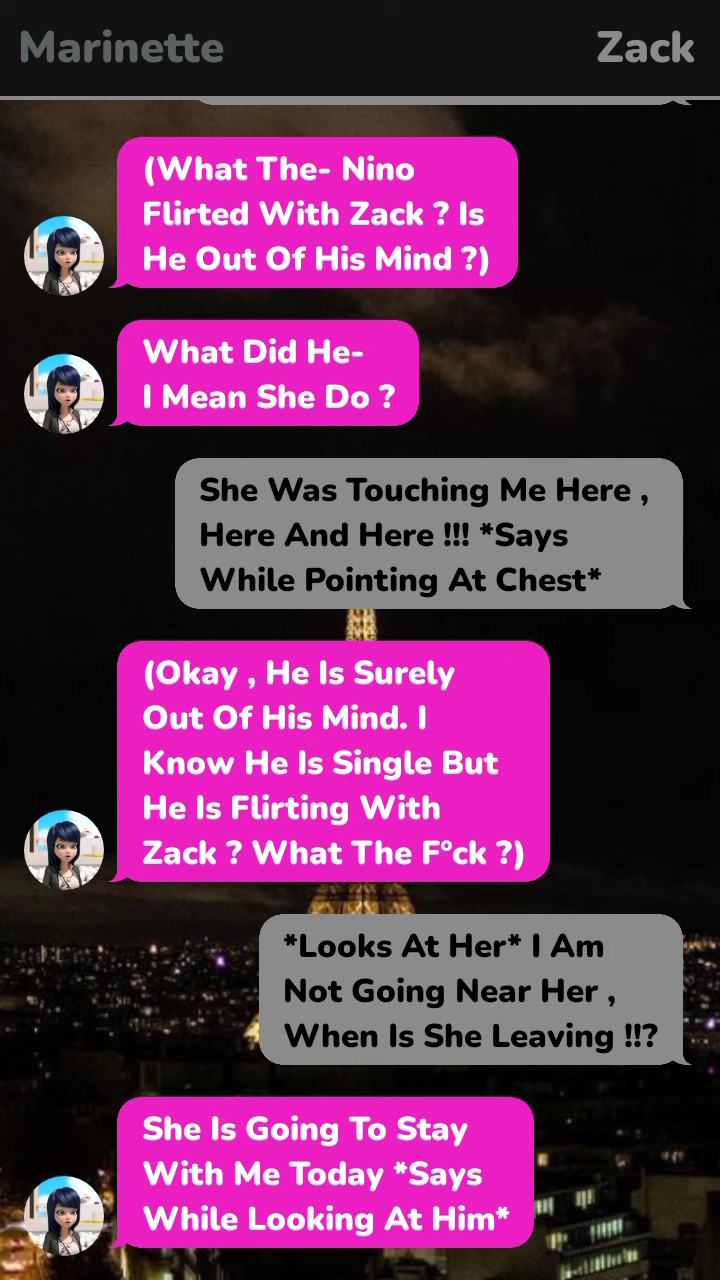 Marinette
Zack
(What The- Nino
Flirted With Zack ? Is
He Out Of His Mind ?)
What Did He-
I Mean She Do ?
She Was Touching Me Here ,
Here And Here !!! *Says
While Pointing At Chest*
(Okay , He Is Surely
Out Of His Mind. I
Know He Is Single But
He Is Flirting With
Zack ? What The F°ck ?)
*Looks At Her* I Am
Not Going Near Her ,
When Is She Leaving !!?
She Is Going To Stay
With Me Today *Says
While Looking At Him*